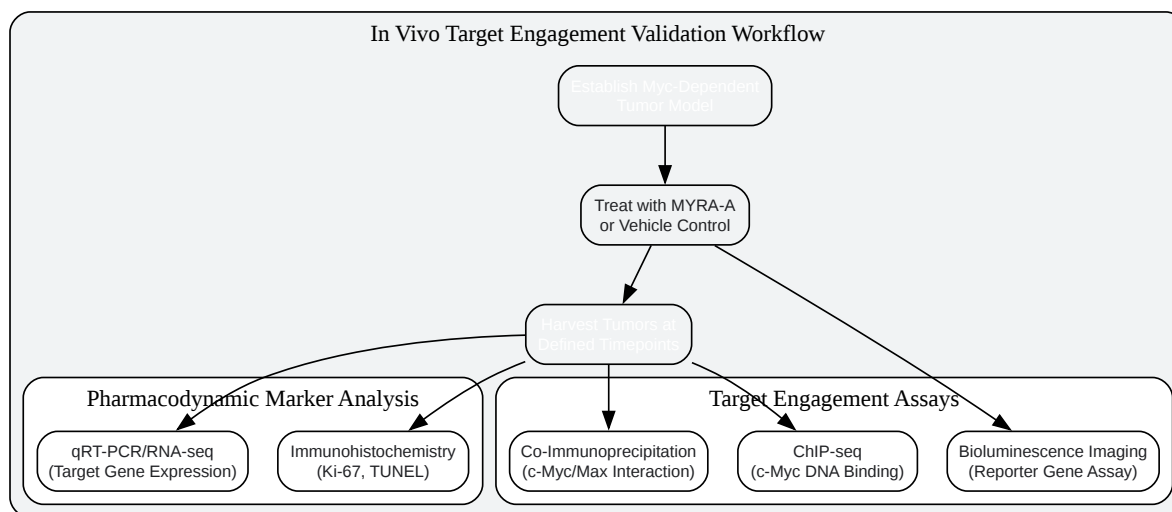 In Vivo Target Engagement Validation Workflow
Establish Myc-Dependent
Tumor Model
Treat with MYRA-A
or Vehicle Control
Harvest Tumors at
Defined Timepoints
Pharmacodynamic Marker Analysis
qRT-PCR/RNA-seq
(Target Gene Expression)
Immunohistochemistry
(Ki-67, TUNEL)
Target Engagement Assays
Co-Immunoprecipitation
(c-Myc/Max Interaction)
ChIP-seq
(c-Myc DNA Binding)
Bioluminescence Imaging
(Reporter Gene Assay)